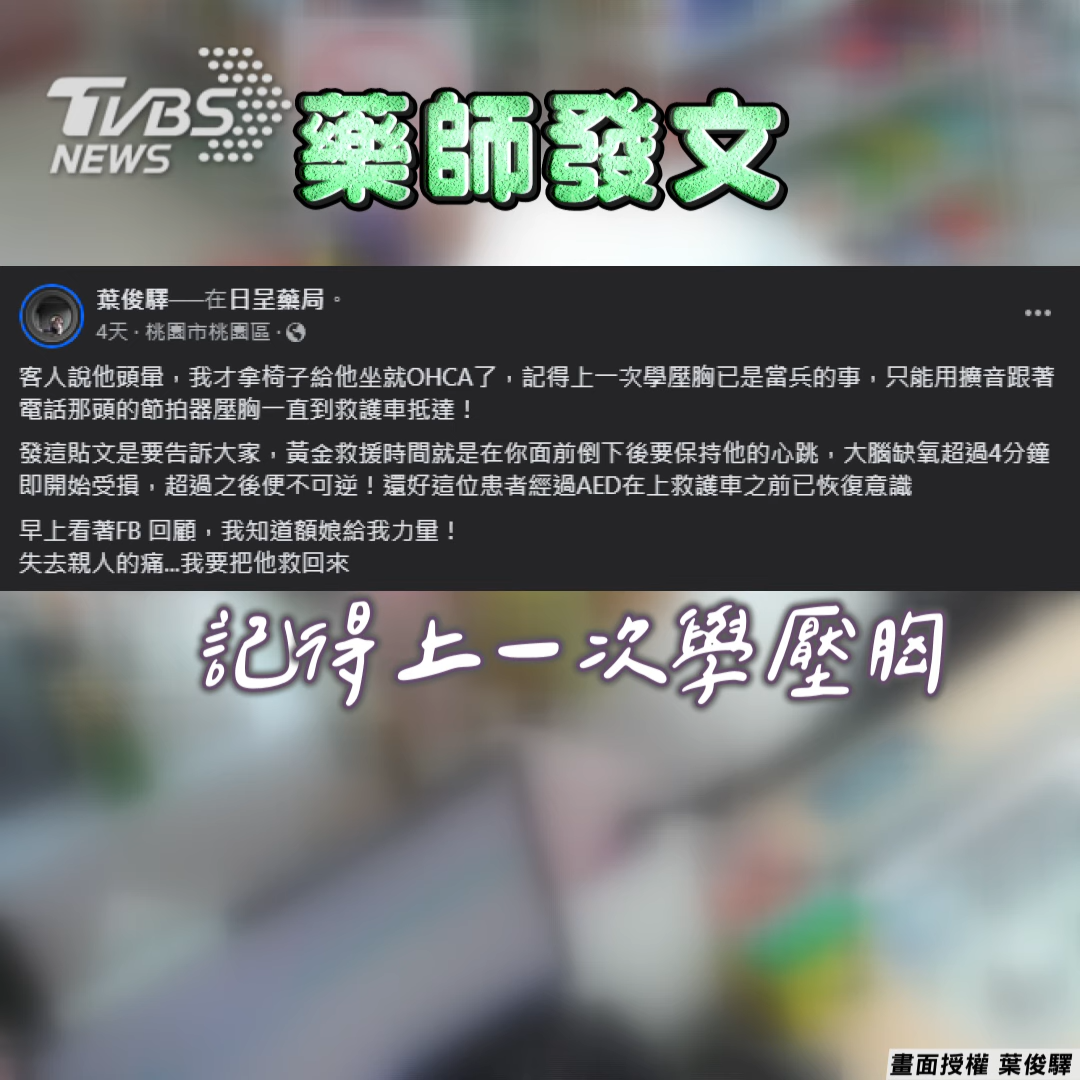 TVBS
NEWS
藥師發文
葉俊驛──在日呈藥局。
4天 · 桃園市桃園區 ·
客人說他頭暈，我才拿椅子給他坐就OHCA了，記得上一次學壓胸已是當兵的事，只能用擴音跟著
電話那頭的節拍器壓胸一直到救護車抵達！
發這貼文是要告訴大家，黃金救援時間就是在你面前倒下後要保持他的心跳，大腦缺氧超過4分鐘
即開始受損，超過之後便不可逆！還好這位患者經過AED在上救護車之前已恢復意識
早上看著FB 回顧，我知道額娘給我力量！
失去親人的痛...我要把他救回來
記得上一次學壓胸
畫面授權 葉俊驛